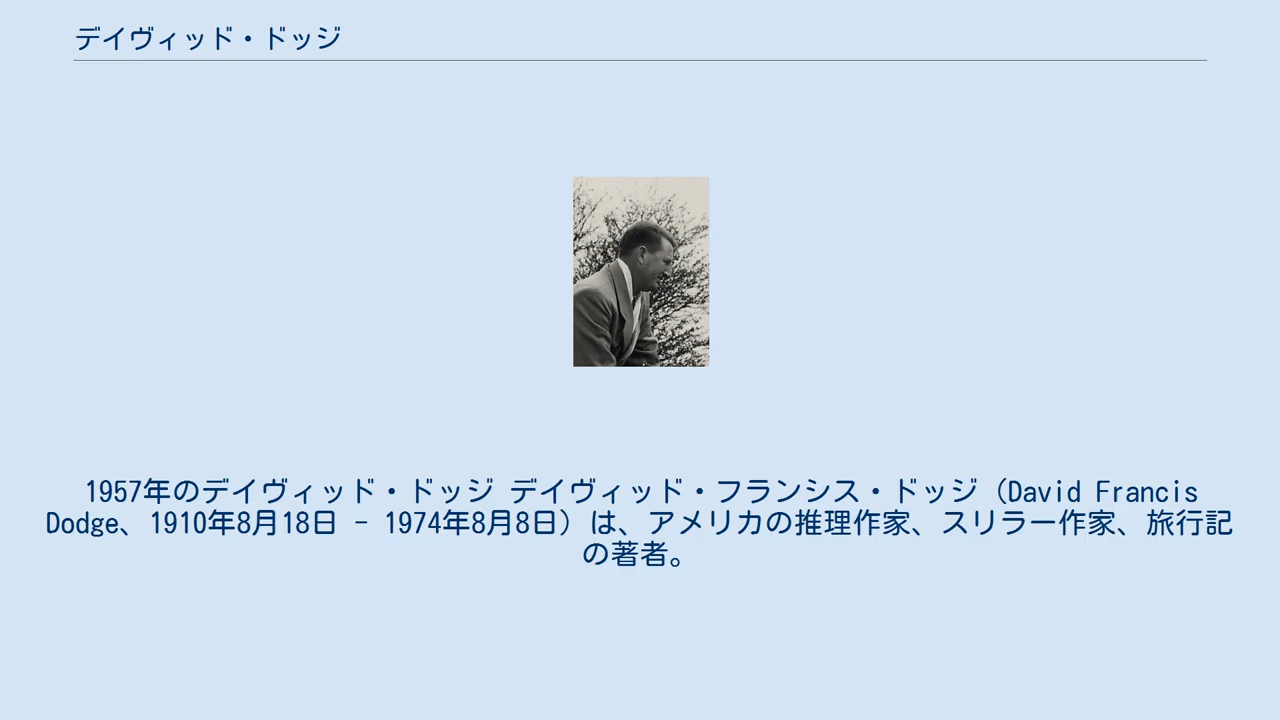 デイヴィッド・ドッジ
1957年のデイヴィッド・ドッジ デイヴィッド・フランシス・ドッジ（David Francis
Dodge、1910年8月18日 - 1974年8月8日）は、アメリカの推理作家、スリラー作家、旅行記
の著者。